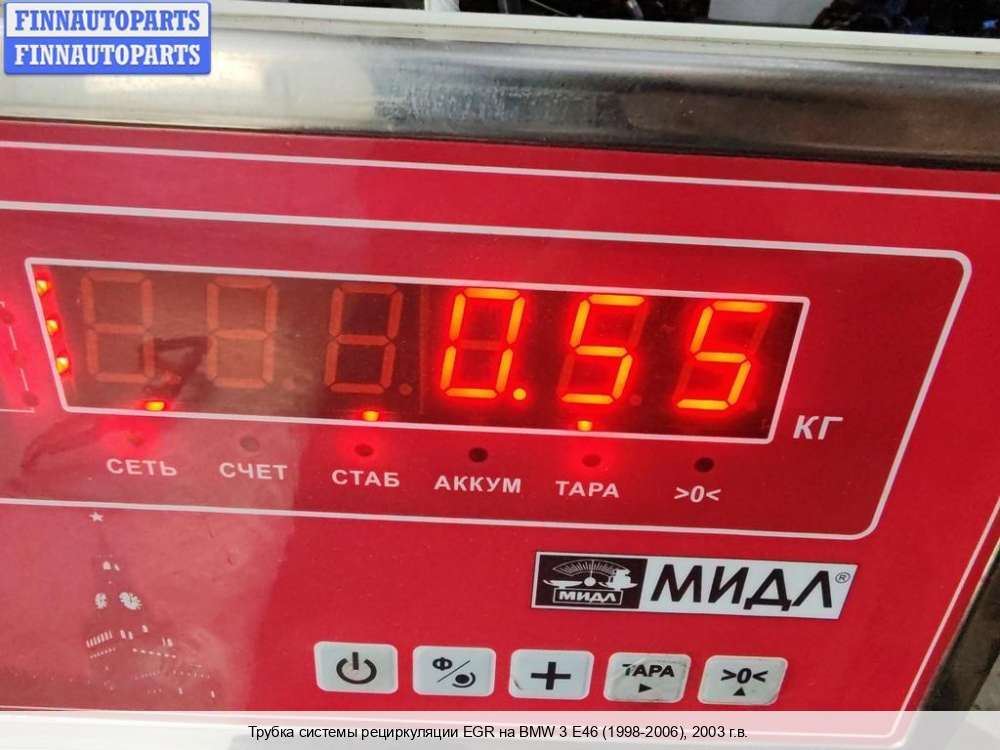 FINNAUTOPARTS
FINNAUTOPARTS
0.55
КГ
СЕТЬ СЧЕТ СТАБ АККУМ ТАРА >0<
МИДЛ МИДЛ®
Ф + ТАРА >0<
Трубка системы рециркуляции EGR на BMW 3 E46 (1998-2006), 2003 г.в.